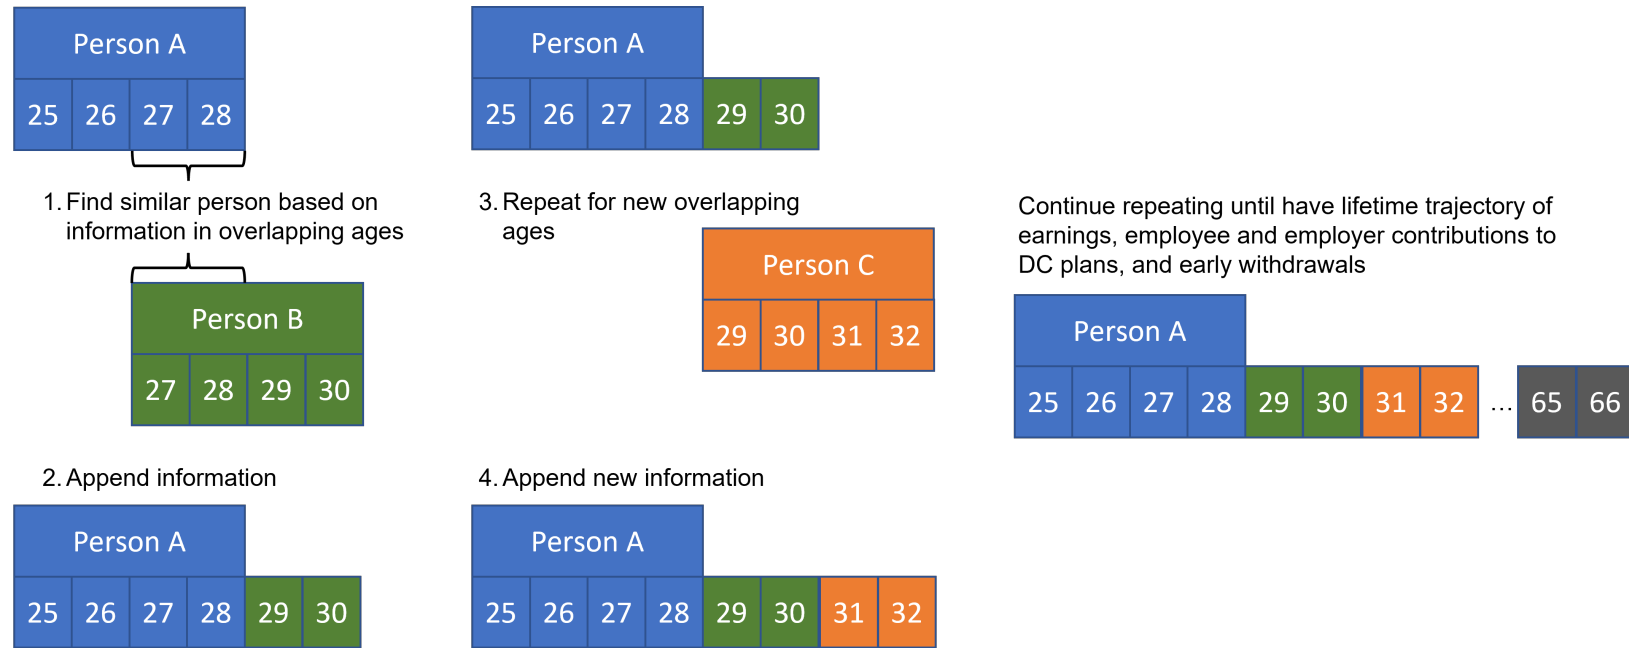 Person A
25 26 27 28
1. Find similar person based on
information in overlapping ages
Person B
27 28 29 30
2. Append information
Person A
25 26 27 28 29 30
Person A
25 26 27 28 29 30
3. Repeat for new overlapping
ages
Person C
29 30 31 32
4. Append new information
Person A
25 26 27 28 29 30 31 32
Continue repeating until have lifetime trajectory of
earnings, employee and employer contributions to
DC plans, and early withdrawals
Person A
25 26 27 28 29 30 31 32 ... 65 66